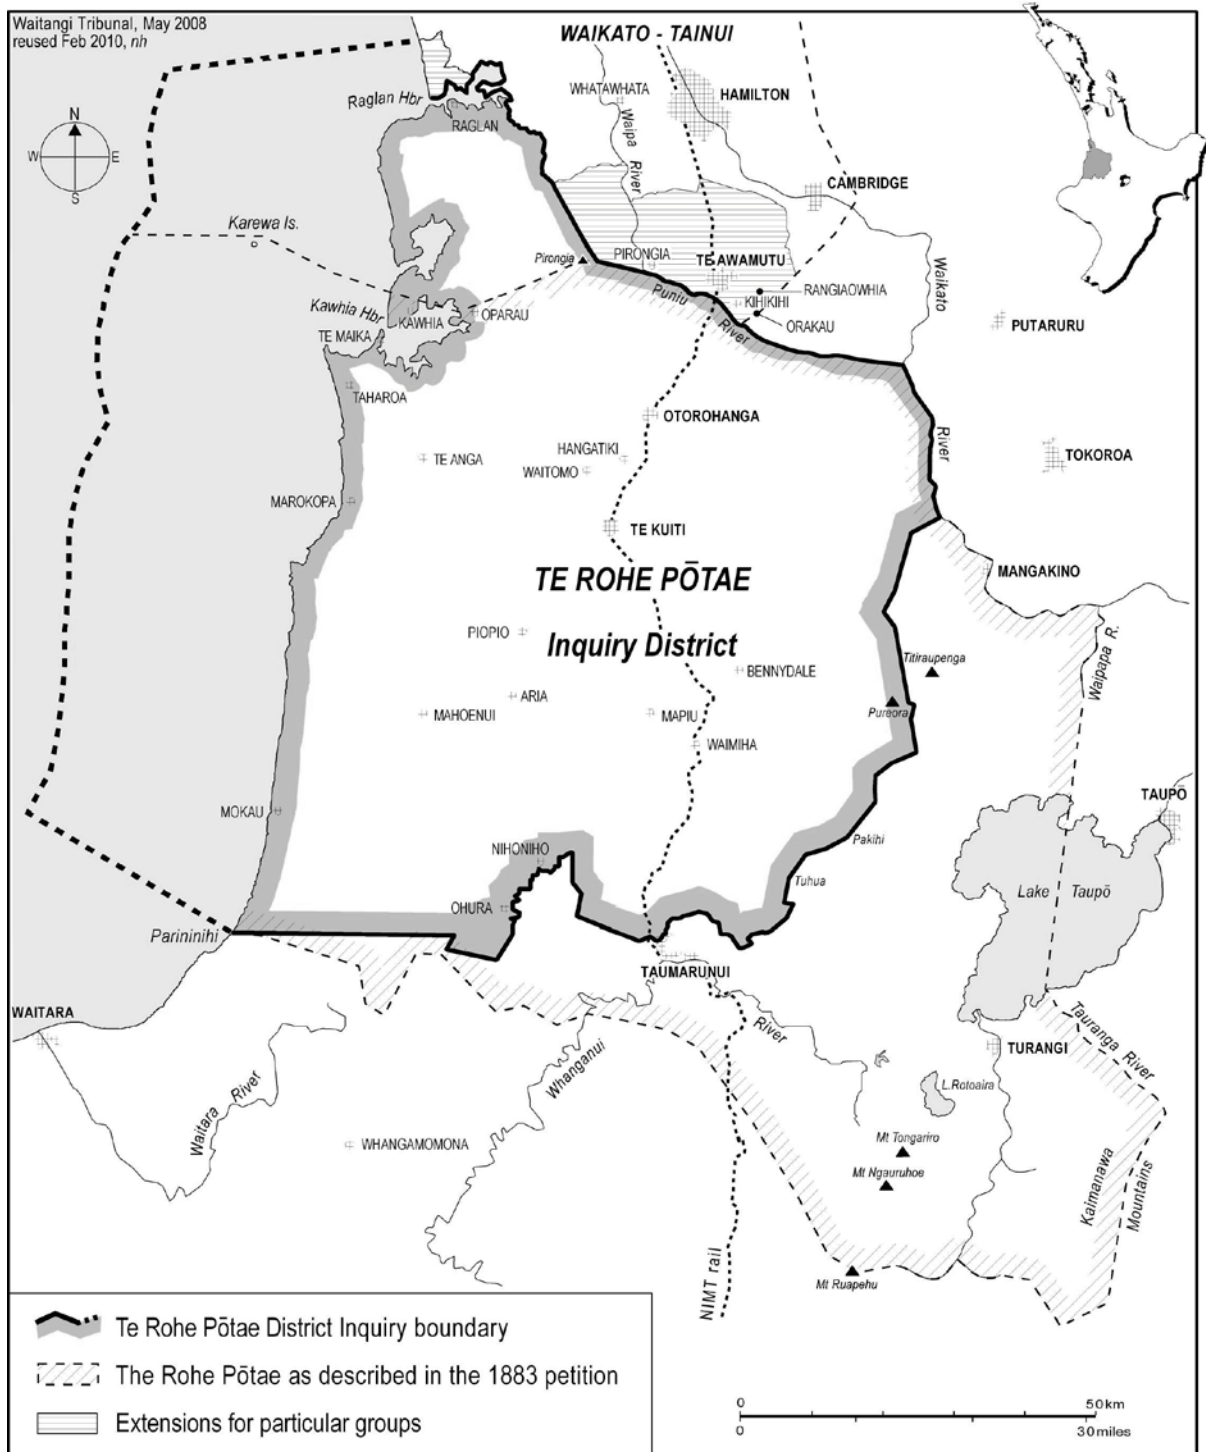 Waitangi Tribunal, May 2008
reused Feb 2010, nh
WAIKATO - TAINUI
WHATAWHATA
HAMILTON
Raglan Hbr
RAGLAN
Waipa River
N
W E
S
CAMBRIDGE
Karewa Is.
Pirongia
PIRONGIA
TE AWAMUTU
Waikato
RANGIAOWHIA
Puniu
KIHIKIHI
Kawhia Hbr
KAWHIA
OPARAU
River
ORAKAU
PUTARURU
TE MAIKA
TAHAROA
OTOROHANGA
River
HANGATIKI
TE ANGA
WAITOMO
TOKOROA
MAROKOPA
TE KUITI
MANGAKINO
TE ROHE PŌTAE
Inquiry District
PIOPIO
Waipapa R.
Titiraupenga
BENNYDALE
ARIA
Pureora
MAHOENUI
MAPIU
WAIMIHA
TAUPŌ
MOKAU
Pakihi
NIHONIHO
Tuhua
Lake Taupō
OHURA
Parininihi
TAUMARUNUI
WAITARA
River
Tauranga River
TURANGI
Whanganui
Waitara River
L.Rotoaira
WHANGAMOMONA
Mt Tongariro
Mt Ngauruhoe
Kaimanawa
Mountains
NIMT rail
Mt Ruapehu
Te Rohe Pōtae District Inquiry boundary
The Rohe Pōtae as described in the 1883 petition
Extensions for particular groups
0 50km
0 30miles